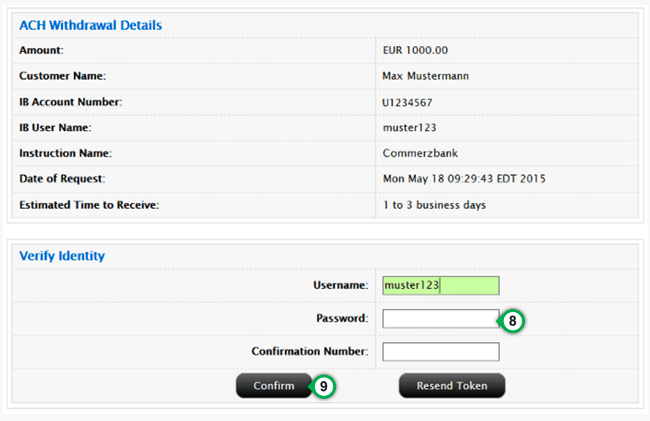 ACH Withdrawal Details
Amount: EUR 1000.00
Customer Name: Max Mustermann
IB Account Number: U1234567
IB User Name: muster123
Instruction Name: Commerzbank
Date of Request: Mon May 18 09:29:43 EDT 2015
Estimated Time to Receive: 1 to 3 business days
Verify Identity
Username: muster123
Password: 8
Confirmation Number:
Confirm 9 Resend Token